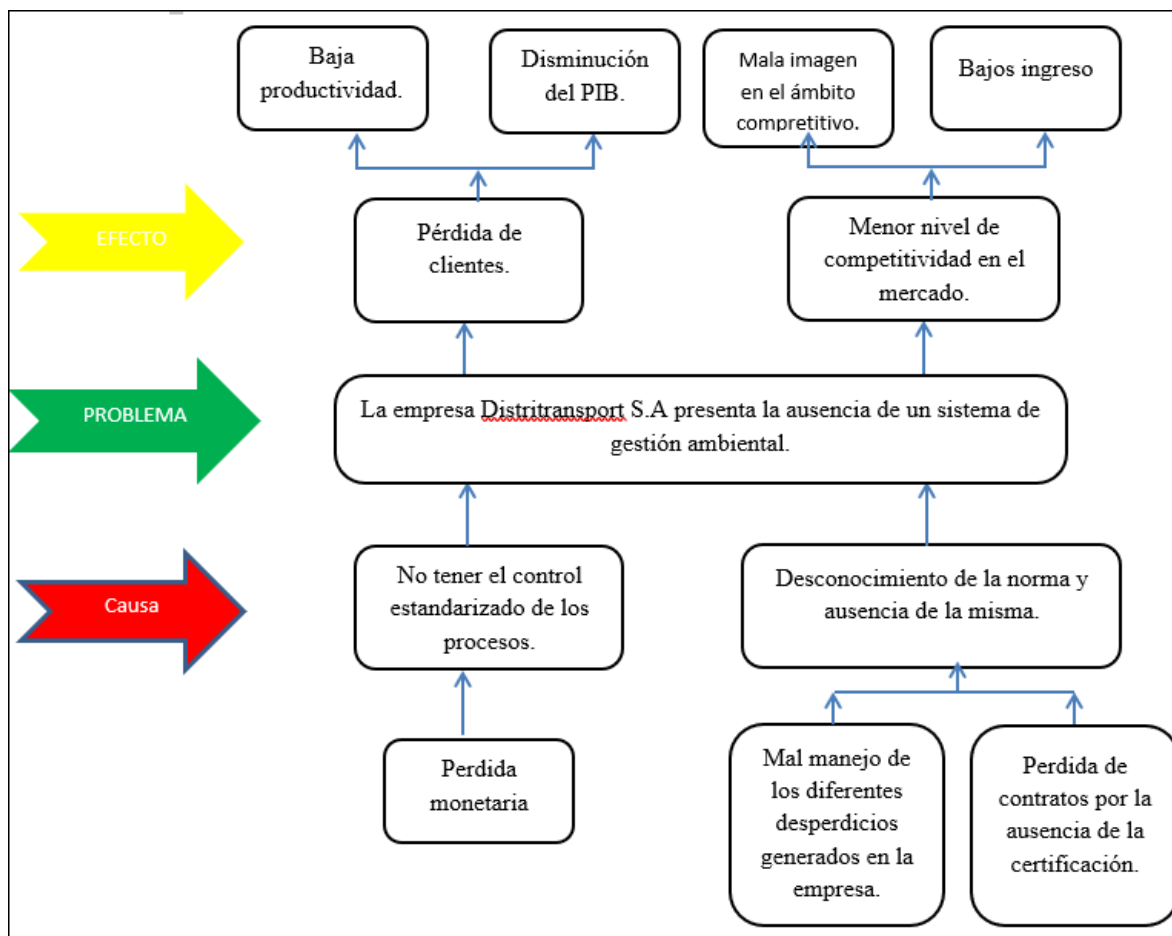 Baja
productividad.
Disminución
del PIB.
Mala imagen
en el ámbito
compretitivo.
Bajos ingreso
EFECTO
Pérdida de
clientes.
Menor nivel de
competitividad en el
mercado.
PROBLEMA
La empresa Distritransport S.A presenta la ausencia de un sistema de
gestión ambiental.
Causa
No tener el control
estandarizado de los
procesos.
Desconocimiento de la norma y
ausencia de la misma.
Perdida
monetaria
Mal manejo de
los diferentes
desperdicios
generados en la
empresa.
Perdida de
contratos por la
ausencia de la
certificación.